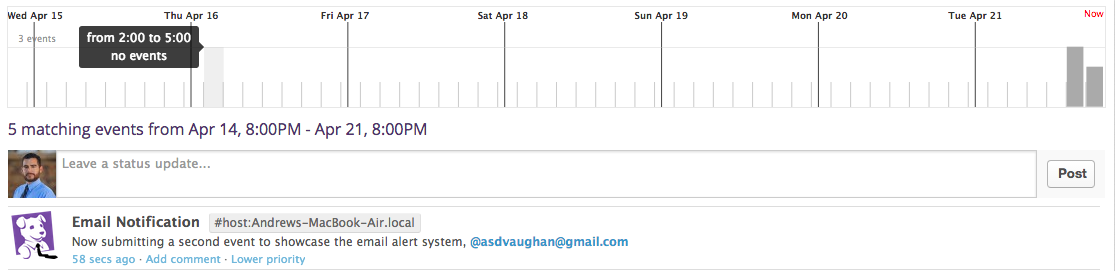 Wed Apr 15 Thu Apr 16 Fri Apr 17 Sat Apr 18 Sun Apr 19 Mon Apr 20 Tue Apr 21 Now
3 events
from 2:00 to 5:00
no events
5 matching events from Apr 14, 8:00PM - Apr 21, 8:00PM
Leave a status update...
Post
Email Notification #host:Andrews-MacBook-Air.local
Now submitting a second event to showcase the email alert system, @asdvaughan@gmail.com
58 secs ago · Add comment · Lower priority